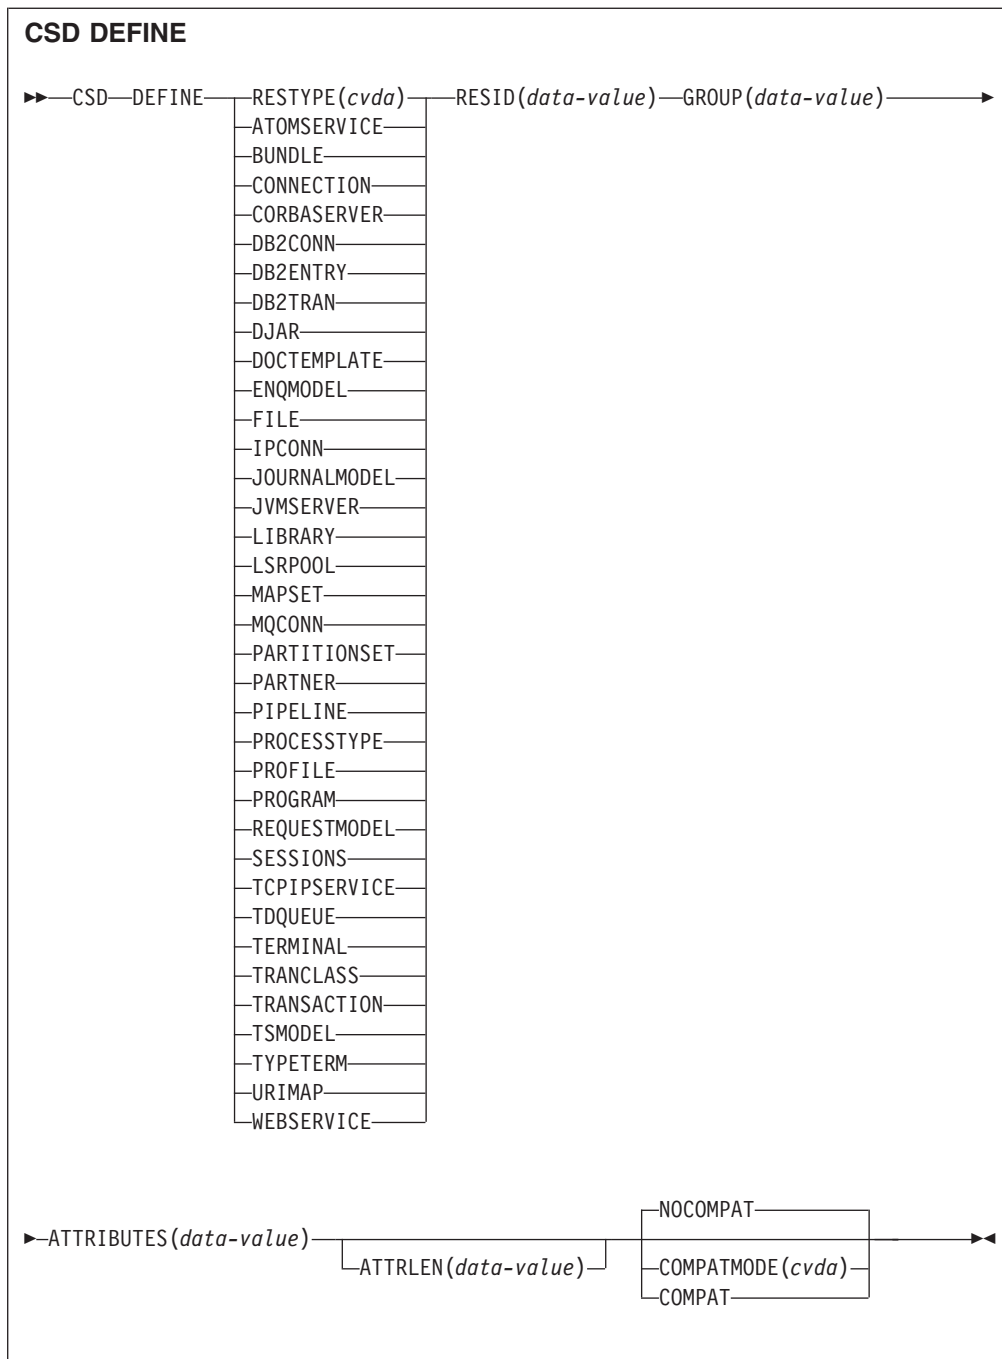 CSD DEFINE
CSD DEFINE RESTYPE(cvda) RESID(data-value) GROUP(data-value)
ATOMSERVICE
BUNDLE
CONNECTION
CORBASERVER
DB2CONN
DB2ENTRY
DB2TRAN
DJAR
DOCTEMPLATE
ENQMODEL
FILE
IPCONN
JOURNALMODEL
JVMSERVER
LIBRARY
LSRPOOL
MAPSET
MQCONN
PARTITIONSET
PARTNER
PIPELINE
PROCESSTYPE
PROFILE
PROGRAM
REQUESTMODEL
SESSIONS
TCPIPSERVICE
TDQUEUE
TERMINAL
TRANCLASS
TRANSACTION
TSMODEL
TYPETERM
URIMAP
WEBSERVICE
NOCOMPAT
ATTRIBUTES(data-value)
ATTRLEN(data-value) COMPATMODE(cvda)
COMPAT